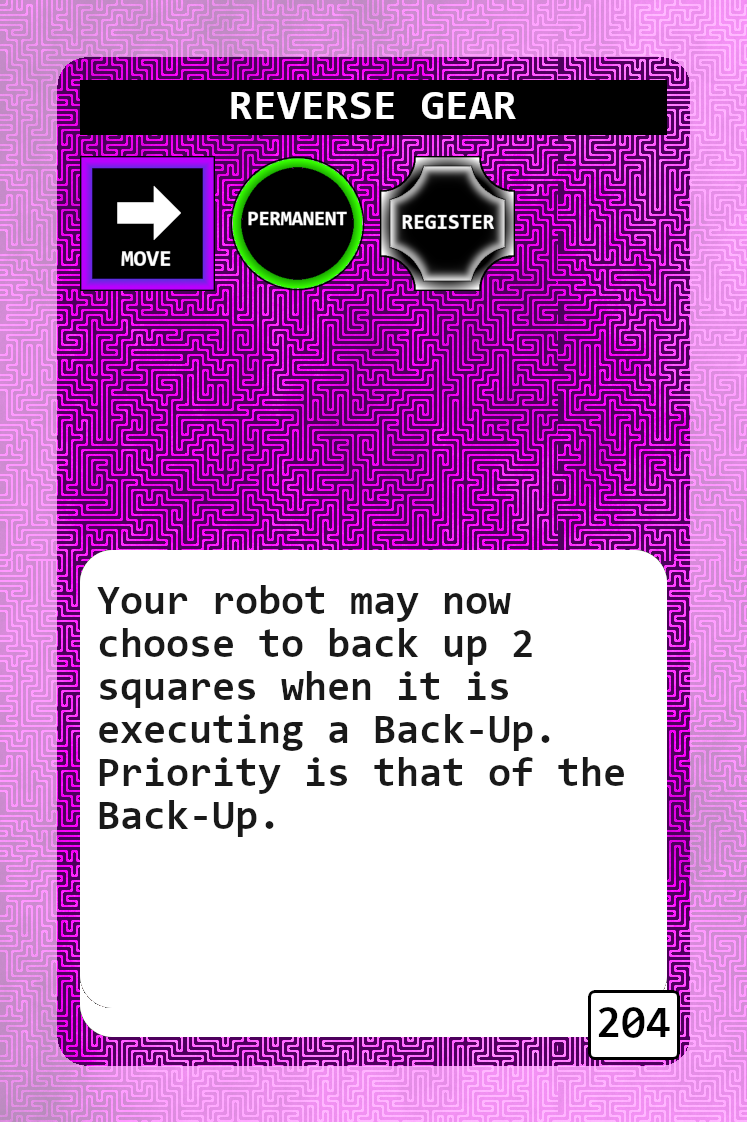 REVERSE GEAR
MOVE
PERMANENT
REGISTER
Your robot may now
choose to back up 2
squares when it is
executing a Back-Up.
Priority is that of the
Back-Up.
204